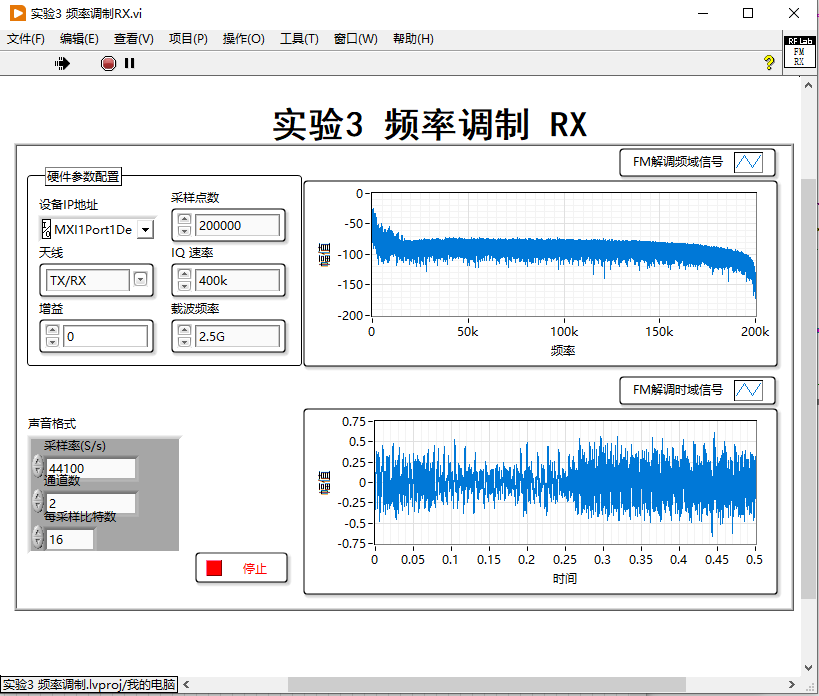 实验3 频率调制RX.vi
文件(F) 编辑(E) 查看(V) 项目(P) 操作(O) 工具(T) 窗口(W) 帮助(H)
RF Lab
FM
RX
?
实验3 频率调制 RX
硬件参数配置
设备IP地址
MXI1Port1De
天线
TX/RX
增益
0
采样点数
200000
IQ 速率
400k
载波频率
2.5G
FM解调频域信号
幅值
0
-50
-100
-150
-200
0 50k 100k 150k 200k
频率
声音格式
采样率(S/s)
44100
通道数
2
每采样比特数
16
停止
FM解调时域信号
幅值
0.75
0.5
0.25
0
-0.25
-0.5
-0.75
0 0.05 0.1 0.15 0.2 0.25 0.3 0.35 0.4 0.45 0.5
时间
实验3 频率调制.lvproj/我的电脑